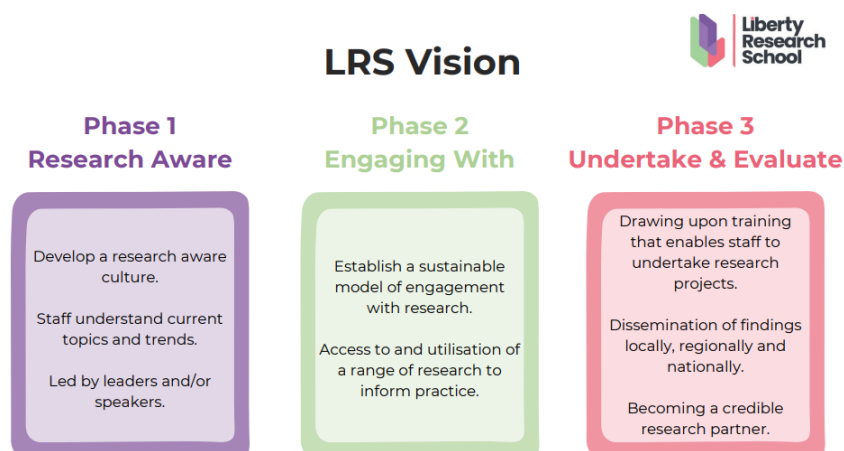 Liberty
Research
School
LRS Vision
Phase 1
Research Aware
Develop a research aware
culture.
Staff understand current
topics and trends.
Led by leaders and/or
speakers.
Phase 2
Engaging With
Establish a sustainable
model of engagement
with research.
Access to and utilisation of
a range of research to
inform practice.
Phase 3
Undertake & Evaluate
Drawing upon training
that enables staff to
undertake research
projects.
Dissemination of findings
locally, regionally and
nationally.
Becoming a credible
research partner.